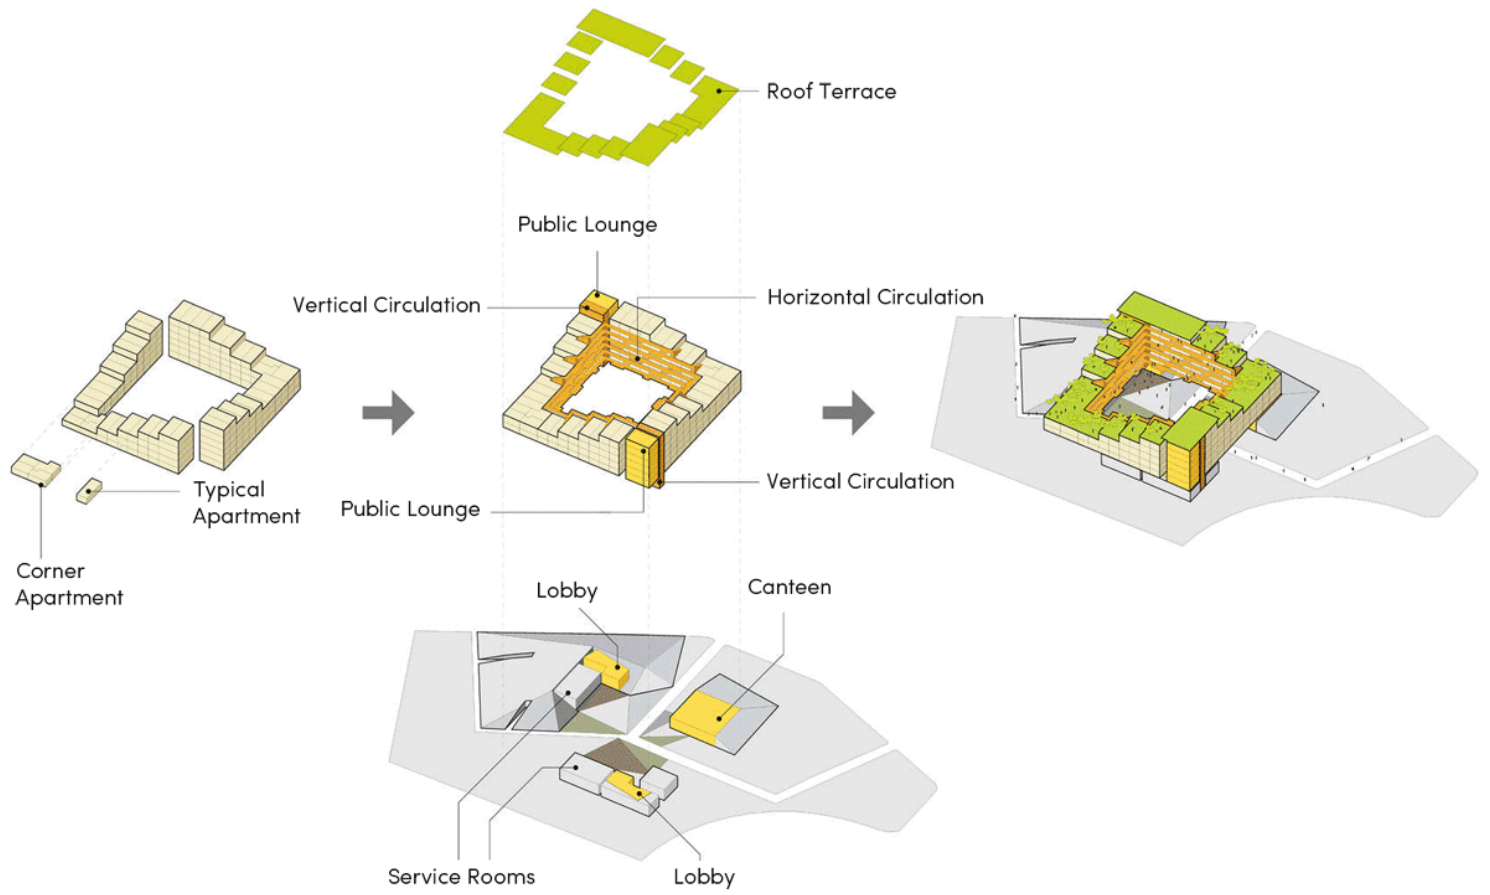 Roof Terrace
Public Lounge
Vertical Circulation
Horizontal Circulation
Typical
Apartment
Vertical Circulation
Public Lounge
Corner
Apartment
Lobby
Canteen
Service Rooms
Lobby